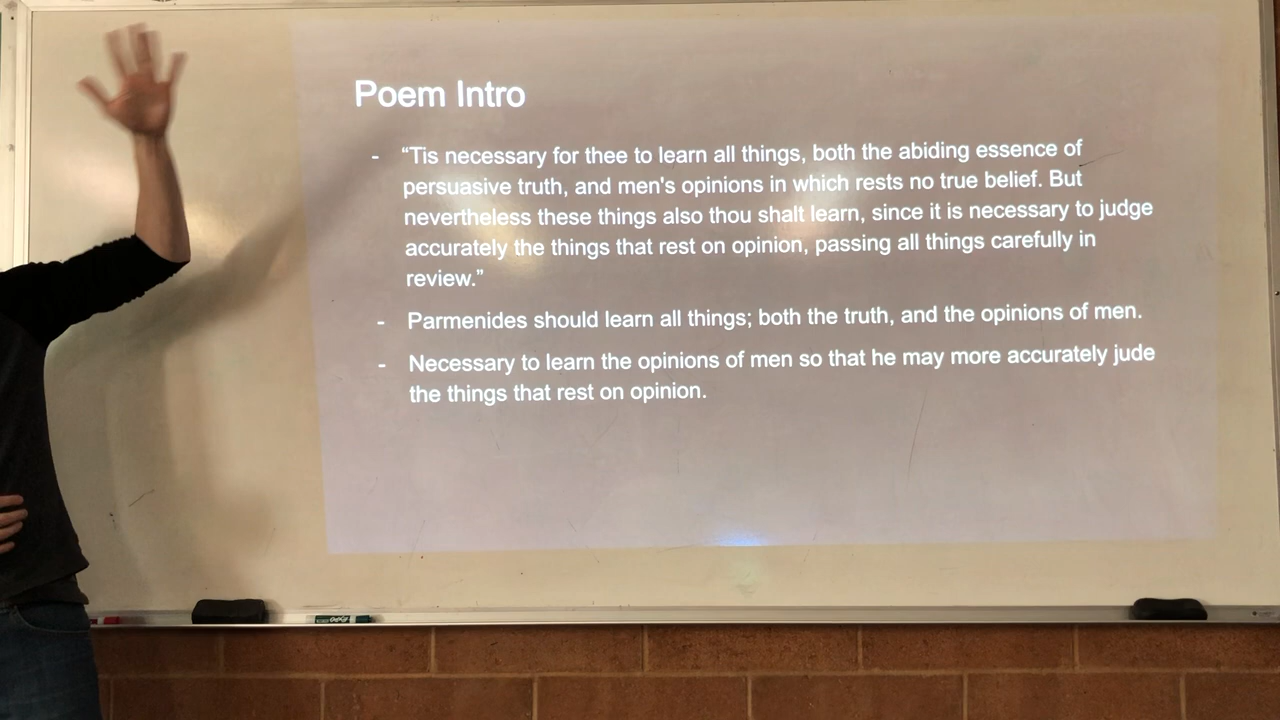 Poem Intro
- “Tis necessary for thee to learn all things, both the abiding essence of
persuasive truth, and men's opinions in which rests no true belief. But
nevertheless these things also thou shalt learn, since it is necessary to judge
accurately the things that rest on opinion, passing all things carefully in
review.”
- Parmenides should learn all things; both the truth, and the opinions of men.
- Necessary to learn the opinions of men so that he may more accurately jude
the things that rest on opinion.